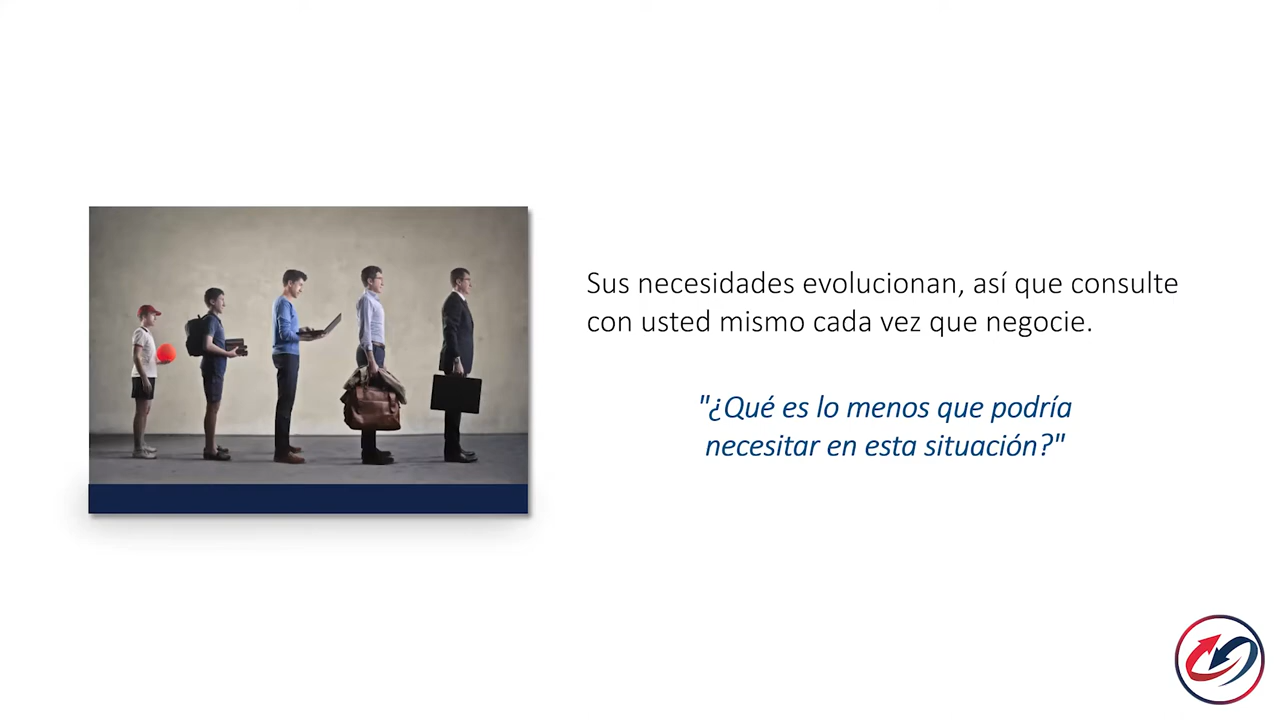 Sus necesidades evolucionan, así que consulte
con usted mismo cada vez que negocie.
"¿Qué es lo menos que podría
necesitar en esta situación?"